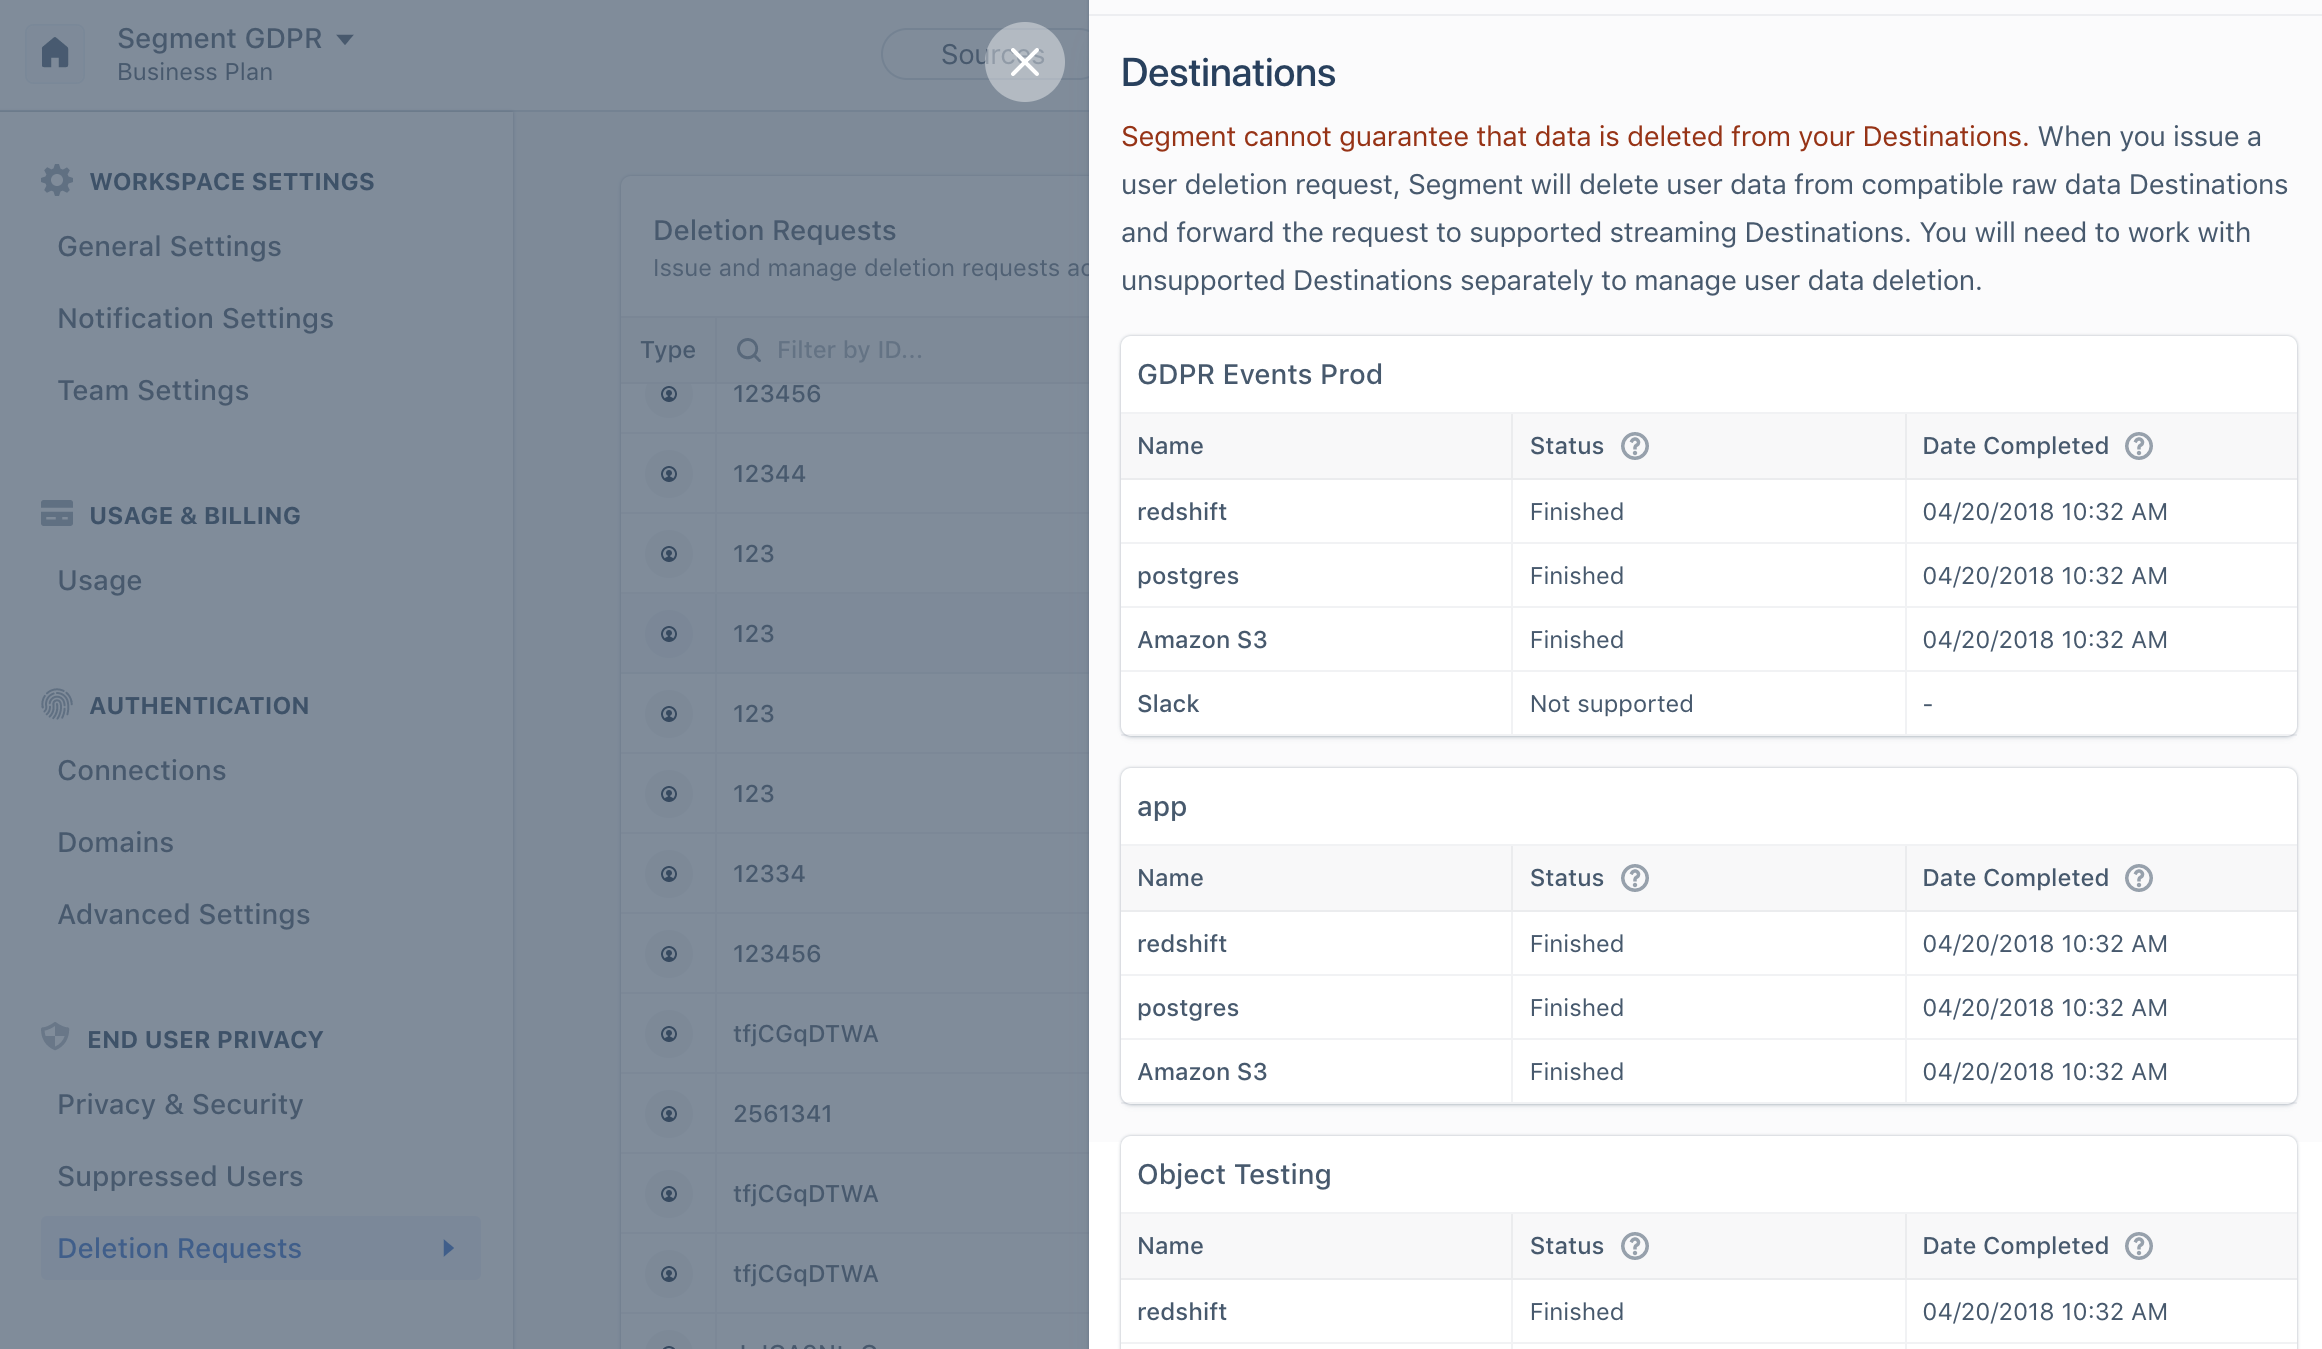 Segment GDPR
Business Plan
Sources
WORKSPACE SETTINGS
General Settings
Notification Settings
Team Settings
USAGE & BILLING
Usage
AUTHENTICATION
Connections
Domains
Advanced Settings
END USER PRIVACY
Privacy & Security
Suppressed Users
Deletion Requests
Deletion Requests
Issue and manage deletion requests
Type
Filter by ID...
123456
12344
123
123
123
123
12334
123456
tfjCGqDTWA
2561341
tfjCGqDTWA
tfjCGqDTWA
Destinations
Segment cannot guarantee that data is deleted from your Destinations. When you issue a
user deletion request, Segment will delete user data from compatible raw data Destinations
and forward the request to supported streaming Destinations. You will need to work with
unsupported Destinations separately to manage user data deletion.
GDPR Events Prod
Name Status Date Completed
redshift Finished 04/20/2018 10:32 AM
postgres Finished 04/20/2018 10:32 AM
Amazon S3 Finished 04/20/2018 10:32 AM
Slack Not supported -
app
Name Status Date Completed
redshift Finished 04/20/2018 10:32 AM
postgres Finished 04/20/2018 10:32 AM
Amazon S3 Finished 04/20/2018 10:32 AM
Object Testing
Name Status Date Completed
redshift Finished 04/20/2018 10:32 AM